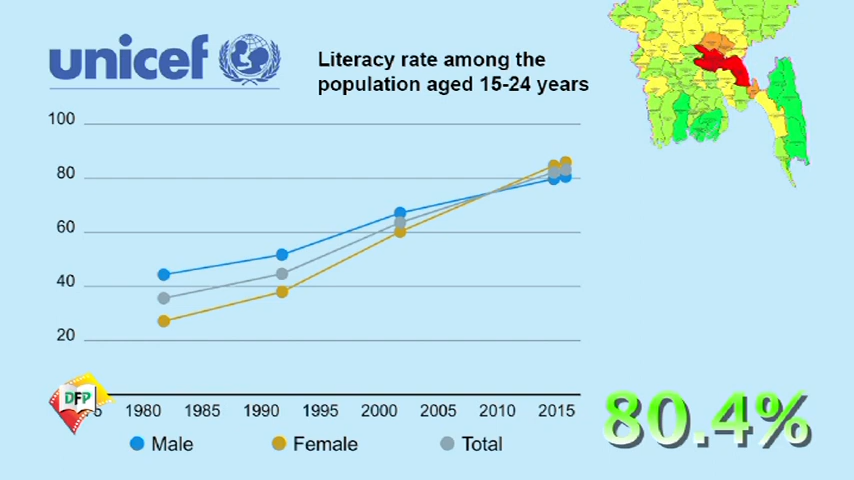 unicef
Literacy rate among the
population aged 15-24 years
100
80
60
40
20
DFP
5 1980 1985 1990 1995 2000 2005 2010 2015
80.4%
Male Female Total